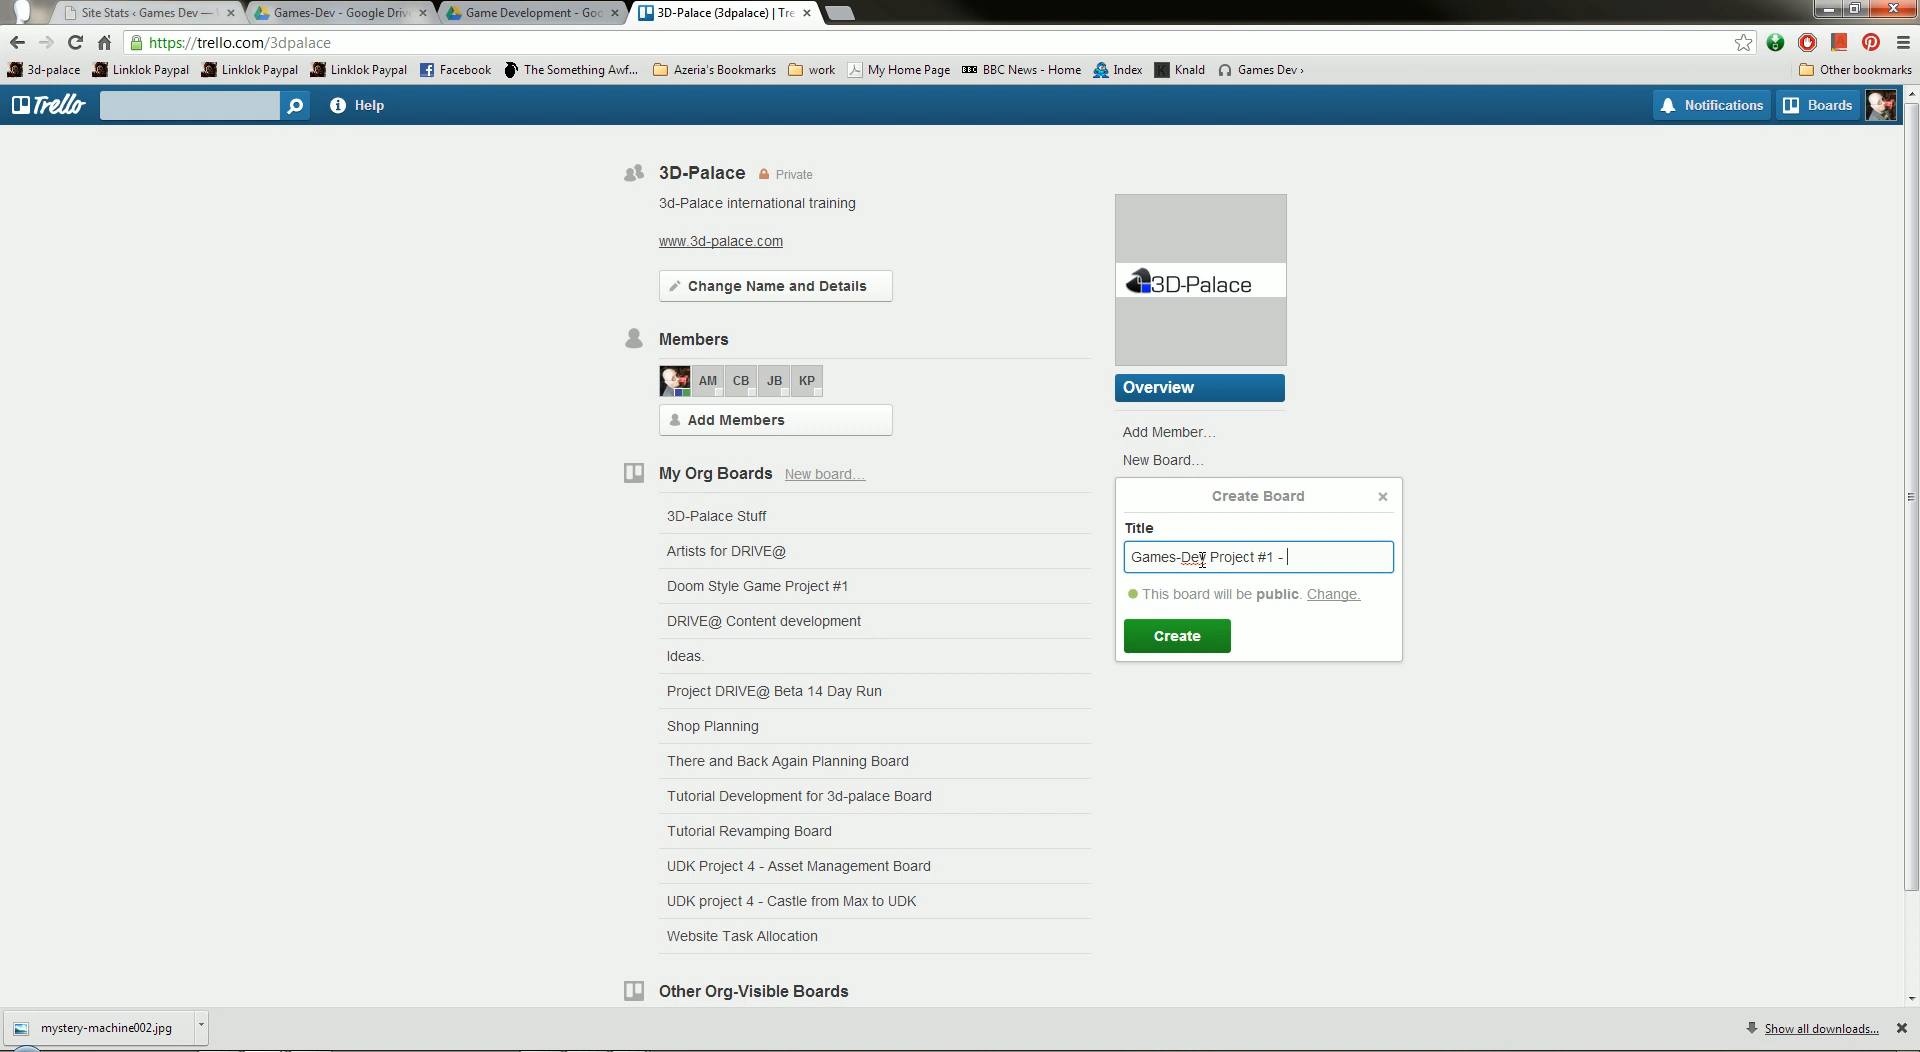 Site Stats ‹ Games Dev —
Games-Dev - Google Driv
Game Development - Goo
3D-Palace (3dpalace) | Tre
https://trello.com/3dpalace
3d-palace
Linklok Paypal
Linklok Paypal
Linklok Paypal
Facebook
The Something Awf...
Azeria's Bookmarks
work
My Home Page
BBC News - Home
Index
Knald
Games Dev ›
Other bookmarks
Trello
Help
Notifications
Boards
3D-Palace Private
3d-Palace international training
www.3d-palace.com
Change Name and Details
Members
AM CB JB KP
Add Members
My Org Boards New board...
3D-Palace Stuff
Artists for DRIVE@
Doom Style Game Project #1
DRIVE@ Content development
Ideas.
Project DRIVE@ Beta 14 Day Run
Shop Planning
There and Back Again Planning Board
Tutorial Development for 3d-palace Board
Tutorial Revamping Board
UDK Project 4 - Asset Management Board
UDK project 4 - Castle from Max to UDK
Website Task Allocation
Other Org-Visible Boards
3D-Palace
Overview
Add Member...
New Board...
Create Board
Title
Games-Dev Project #1 -
This board will be public. Change.
Create
mystery-machine002.jpg
Show all downloads...